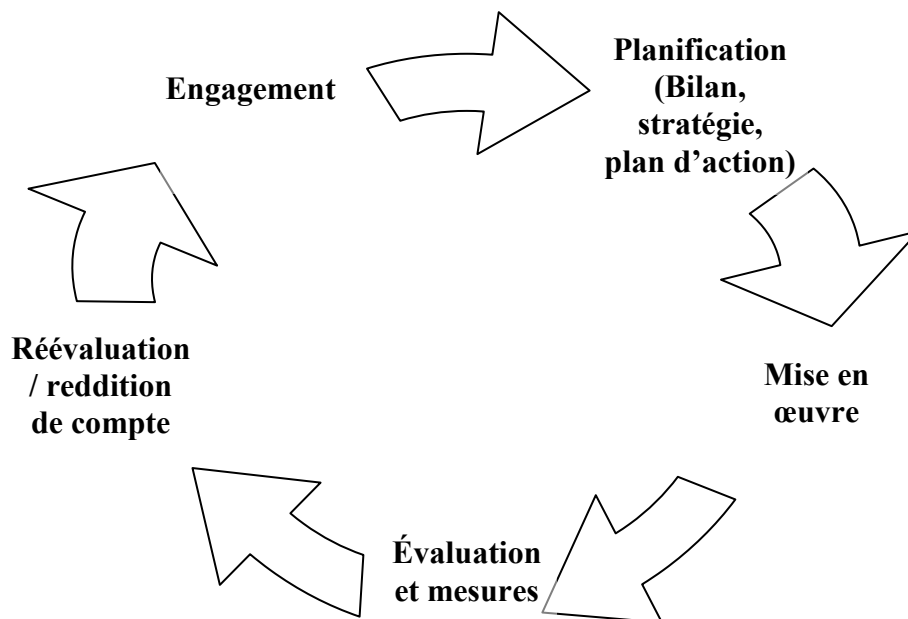 Engagement
Planification
(Bilan,
stratégie,
plan d’action)
Mise en
œuvre
Évaluation
et mesures
Réévaluation
/ reddition
de compte